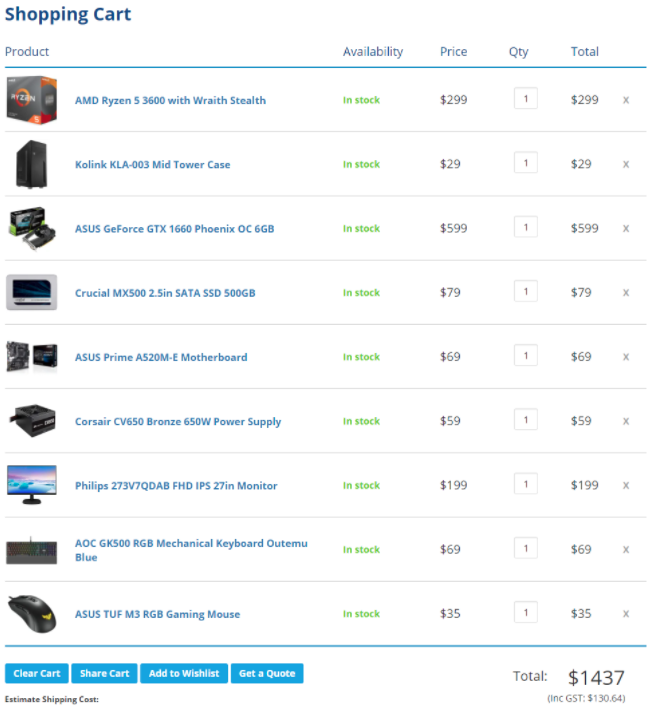 Shopping Cart
Product Availability Price Qty Total
AMD Ryzen 5 3600 with Wraith Stealth In stock $299 1 $299 x
Kolink KLA-003 Mid Tower Case In stock $29 1 $29 x
ASUS GeForce GTX 1660 Phoenix OC 6GB In stock $599 1 $599 x
Crucial MX500 2.5in SATA SSD 500GB In stock $79 1 $79 x
ASUS Prime A520M-E Motherboard In stock $69 1 $69 x
Corsair CV650 Bronze 650W Power Supply In stock $59 1 $59 x
Philips 273V7QDAB FHD IPS 27in Monitor In stock $199 1 $199 x
AOC GK500 RGB Mechanical Keyboard Outemu
Blue In stock $69 1 $69 x
ASUS TUF M3 RGB Gaming Mouse In stock $35 1 $35 x
Clear Cart Share Cart Add to Wishlist Get a Quote Total: $1437
Estimate Shipping Cost: (Inc GST: $130.64)
RYZEN